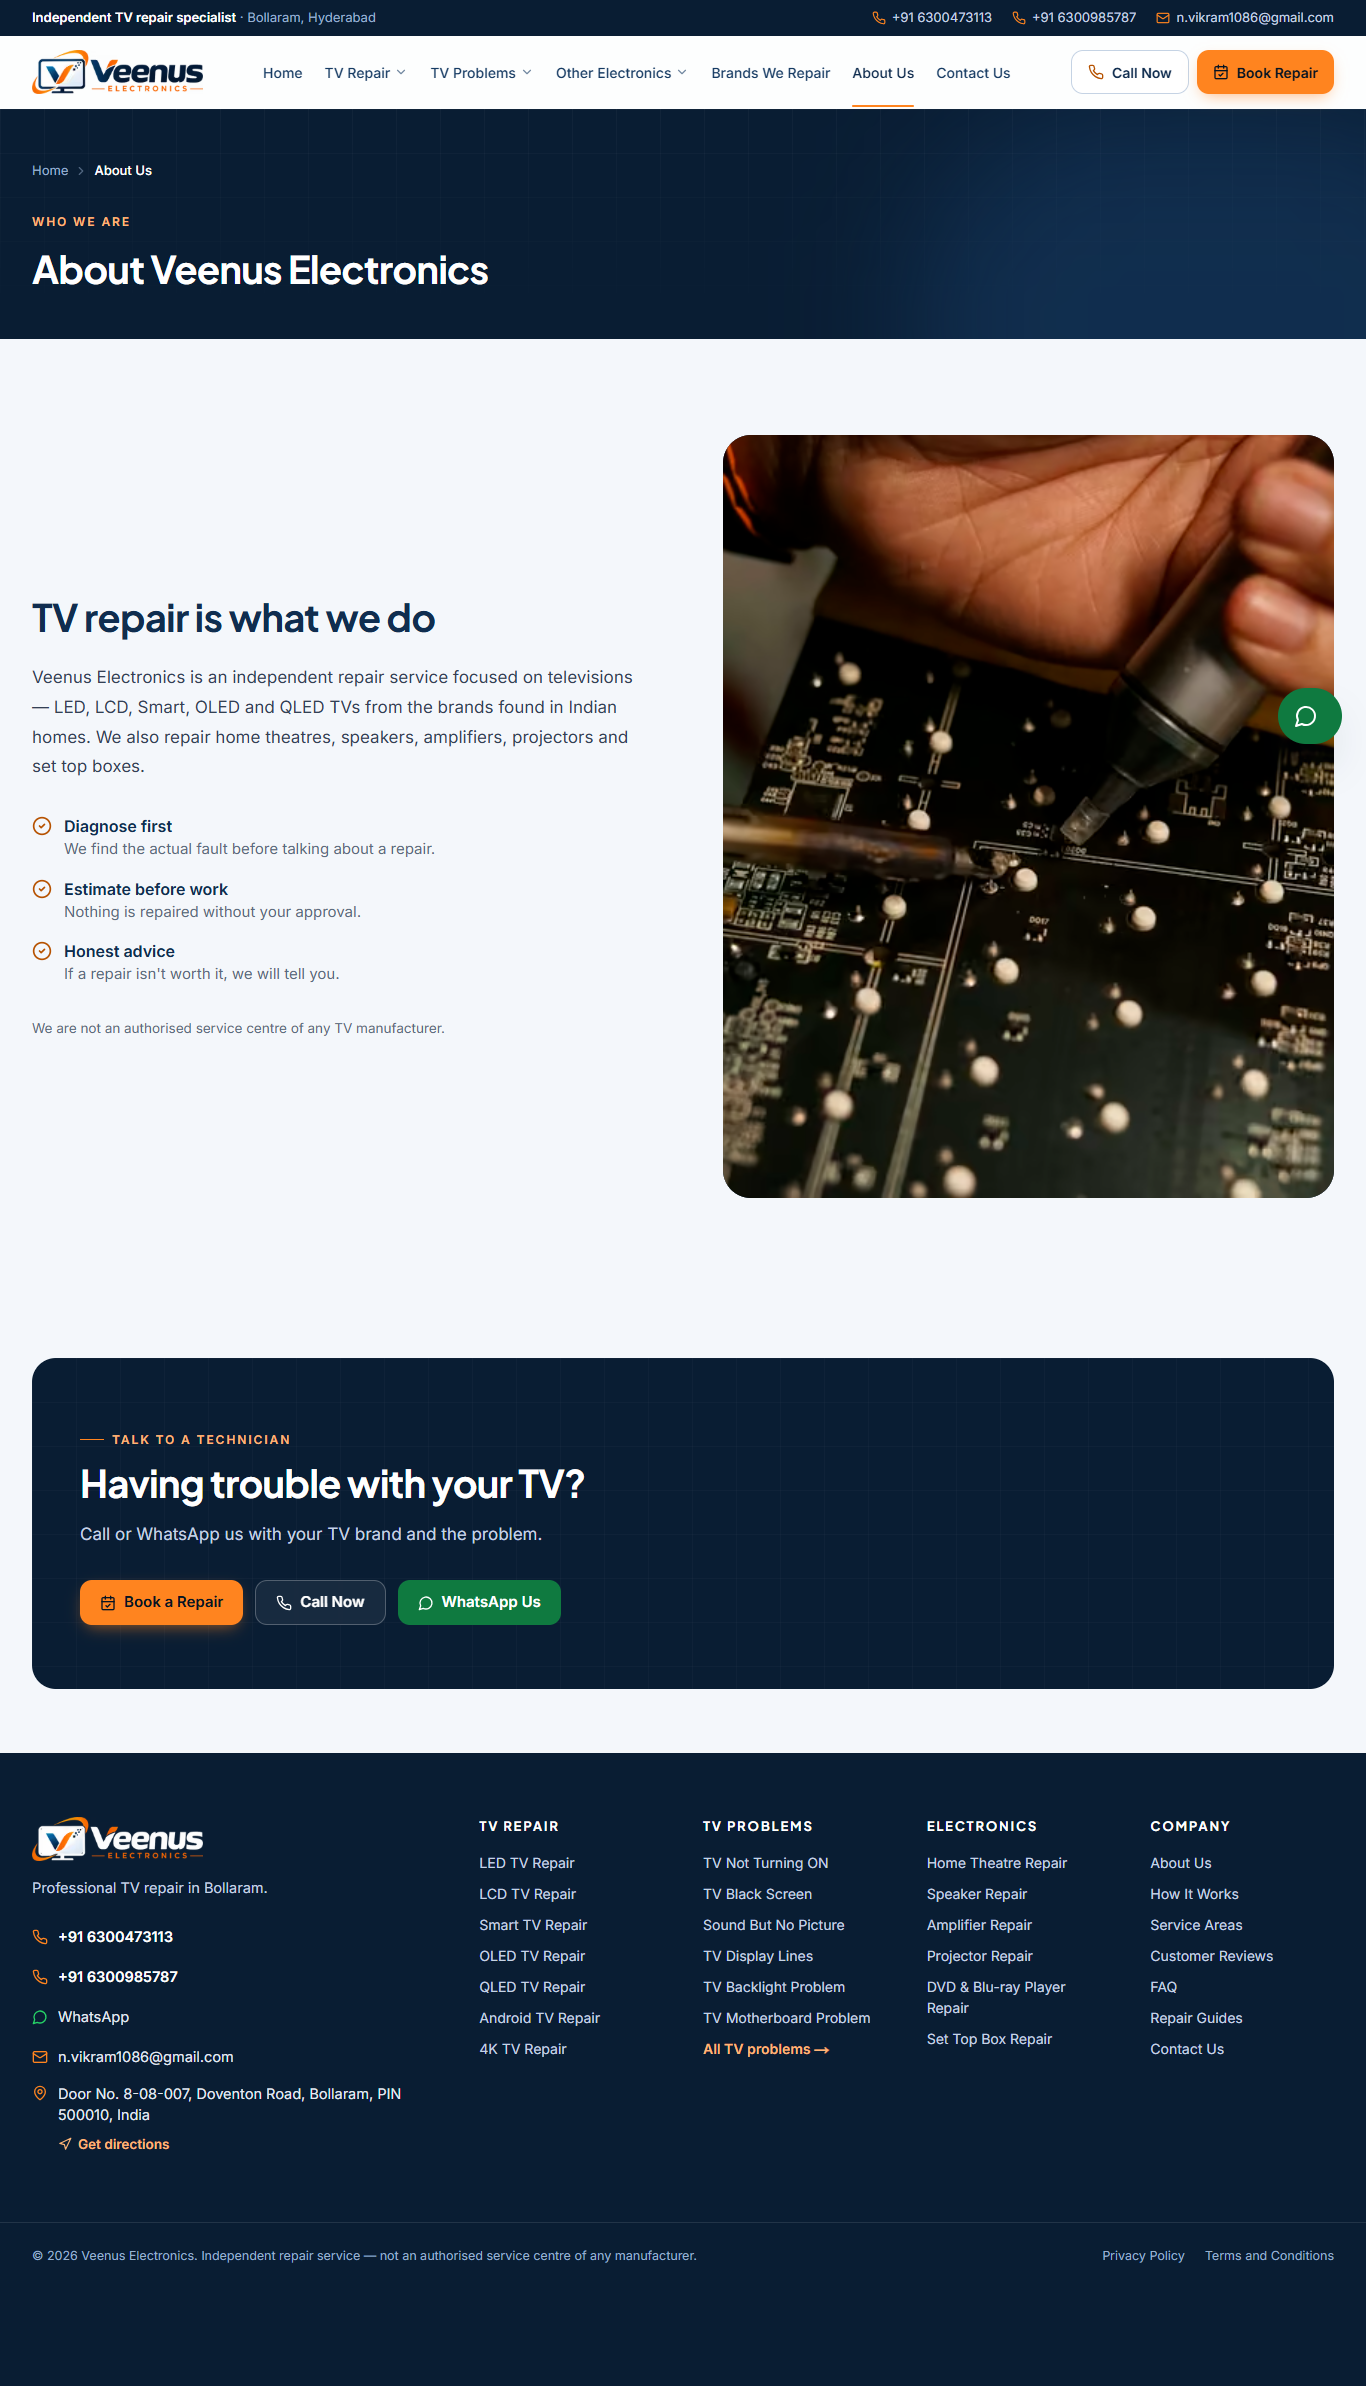 Independent TV repair specialist · Bollaram, Hyderabad
+91 6300473113
+91 6300985787
n.vikram1086@gmail.com
Veenus
ELECTRONICS
Home
TV Repair
TV Problems
Other Electronics
Brands We Repair
About Us
Contact Us
Call Now
Book Repair
Home
About Us
WHO WE ARE
About Veenus Electronics
TV repair is what we do
Veenus Electronics is an independent repair service focused on televisions
— LED, LCD, Smart, OLED and QLED TVs from the brands found in Indian
homes. We also repair home theatres, speakers, amplifiers, projectors and
set top boxes.
Diagnose first
We find the actual fault before talking about a repair.
Estimate before work
Nothing is repaired without your approval.
Honest advice
If a repair isn't worth it, we will tell you.
We are not an authorised service centre of any TV manufacturer.
TALK TO A TECHNICIAN
Having trouble with your TV?
Call or WhatsApp us with your TV brand and the problem.
Book a Repair
Call Now
WhatsApp Us
Veenus
ELECTRONICS
Professional TV repair in Bollaram.
+91 6300473113
+91 6300985787
WhatsApp
n.vikram1086@gmail.com
Door No. 8-08-007, Doventon Road, Bollaram, PIN
500010, India
Get directions
TV REPAIR
LED TV Repair
LCD TV Repair
Smart TV Repair
OLED TV Repair
QLED TV Repair
Android TV Repair
4K TV Repair
TV PROBLEMS
TV Not Turning ON
TV Black Screen
Sound But No Picture
TV Display Lines
TV Backlight Problem
TV Motherboard Problem
All TV problems →
ELECTRONICS
Home Theatre Repair
Speaker Repair
Amplifier Repair
Projector Repair
DVD & Blu-ray Player
Repair
Set Top Box Repair
COMPANY
About Us
How It Works
Service Areas
Customer Reviews
FAQ
Repair Guides
Contact Us
© 2026 Veenus Electronics. Independent repair service — not an authorised service centre of any manufacturer.
Privacy Policy
Terms and Conditions